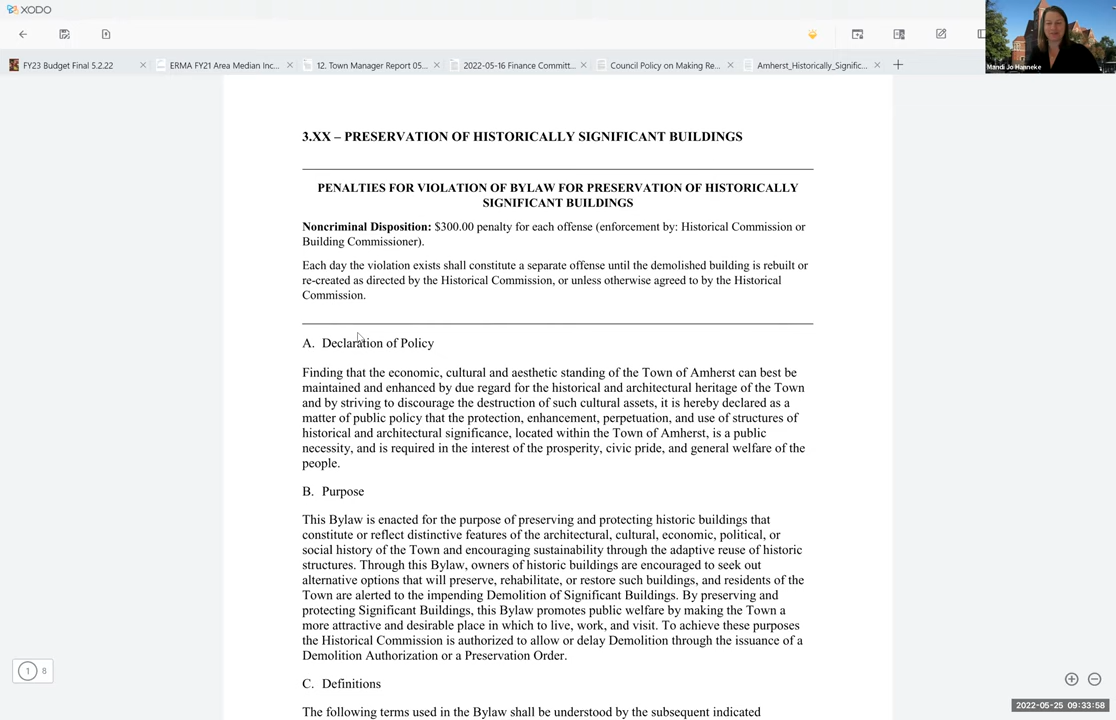 XODO
FY23 Budget Final 5.2.22
ERMA FY21 Area Median Inc...
12. Town Manager Report 05...
2022-05-16 Finance Committ...
Council Policy on Making Re...
Amherst_Historically_Signific...
Mandi Jo Hanneke
3.XX – PRESERVATION OF HISTORICALLY SIGNIFICANT BUILDINGS
PENALTIES FOR VIOLATION OF BYLAW FOR PRESERVATION OF HISTORICALLY
SIGNIFICANT BUILDINGS
Noncriminal Disposition: $300.00 penalty for each offense (enforcement by: Historical Commission or
Building Commissioner).
Each day the violation exists shall constitute a separate offense until the demolished building is rebuilt or
re-created as directed by the Historical Commission, or unless otherwise agreed to by the Historical
Commission.
A. Declaration of Policy
Finding that the economic, cultural and aesthetic standing of the Town of Amherst can best be
maintained and enhanced by due regard for the historical and architectural heritage of the Town
and by striving to discourage the destruction of such cultural assets, it is hereby declared as a
matter of public policy that the protection, enhancement, perpetuation, and use of structures of
historical and architectural significance, located within the Town of Amherst, is a public
necessity, and is required in the interest of the prosperity, civic pride, and general welfare of the
people.
B. Purpose
This Bylaw is enacted for the purpose of preserving and protecting historic buildings that
constitute or reflect distinctive features of the architectural, cultural, economic, political, or
social history of the Town and encouraging sustainability through the adaptive reuse of historic
structures. Through this Bylaw, owners of historic buildings are encouraged to seek out
alternative options that will preserve, rehabilitate, or restore such buildings, and residents of the
Town are alerted to the impending Demolition of Significant Buildings. By preserving and
protecting Significant Buildings, this Bylaw promotes public welfare by making the Town a
more attractive and desirable place in which to live, work, and visit. To achieve these purposes
the Historical Commission is authorized to allow or delay Demolition through the issuance of a
Demolition Authorization or a Preservation Order.
C. Definitions
The following terms used in the Bylaw shall be understood by the subsequent indicated
1 8
2022-05-25 09:33:58